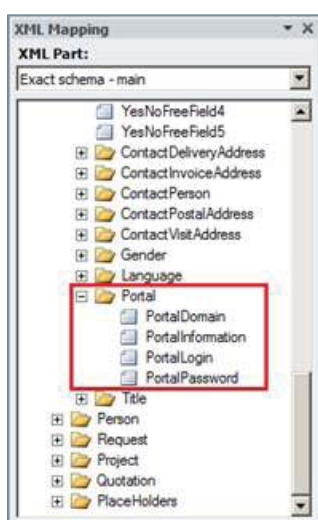 XML Mapping
XML Part:
Exact schema - main
YesNoFreeField4
YesNoFreeField5
ContactDeliveryAddress
ContactInvoiceAddress
ContactPerson
ContactPostalAddress
ContactVisitAddress
Gender
Language
Portal
PortalDomain
PortalInformation
PortalLogin
PortalPassword
Title
Person
Request
Project
Quotation
PlaceHolders